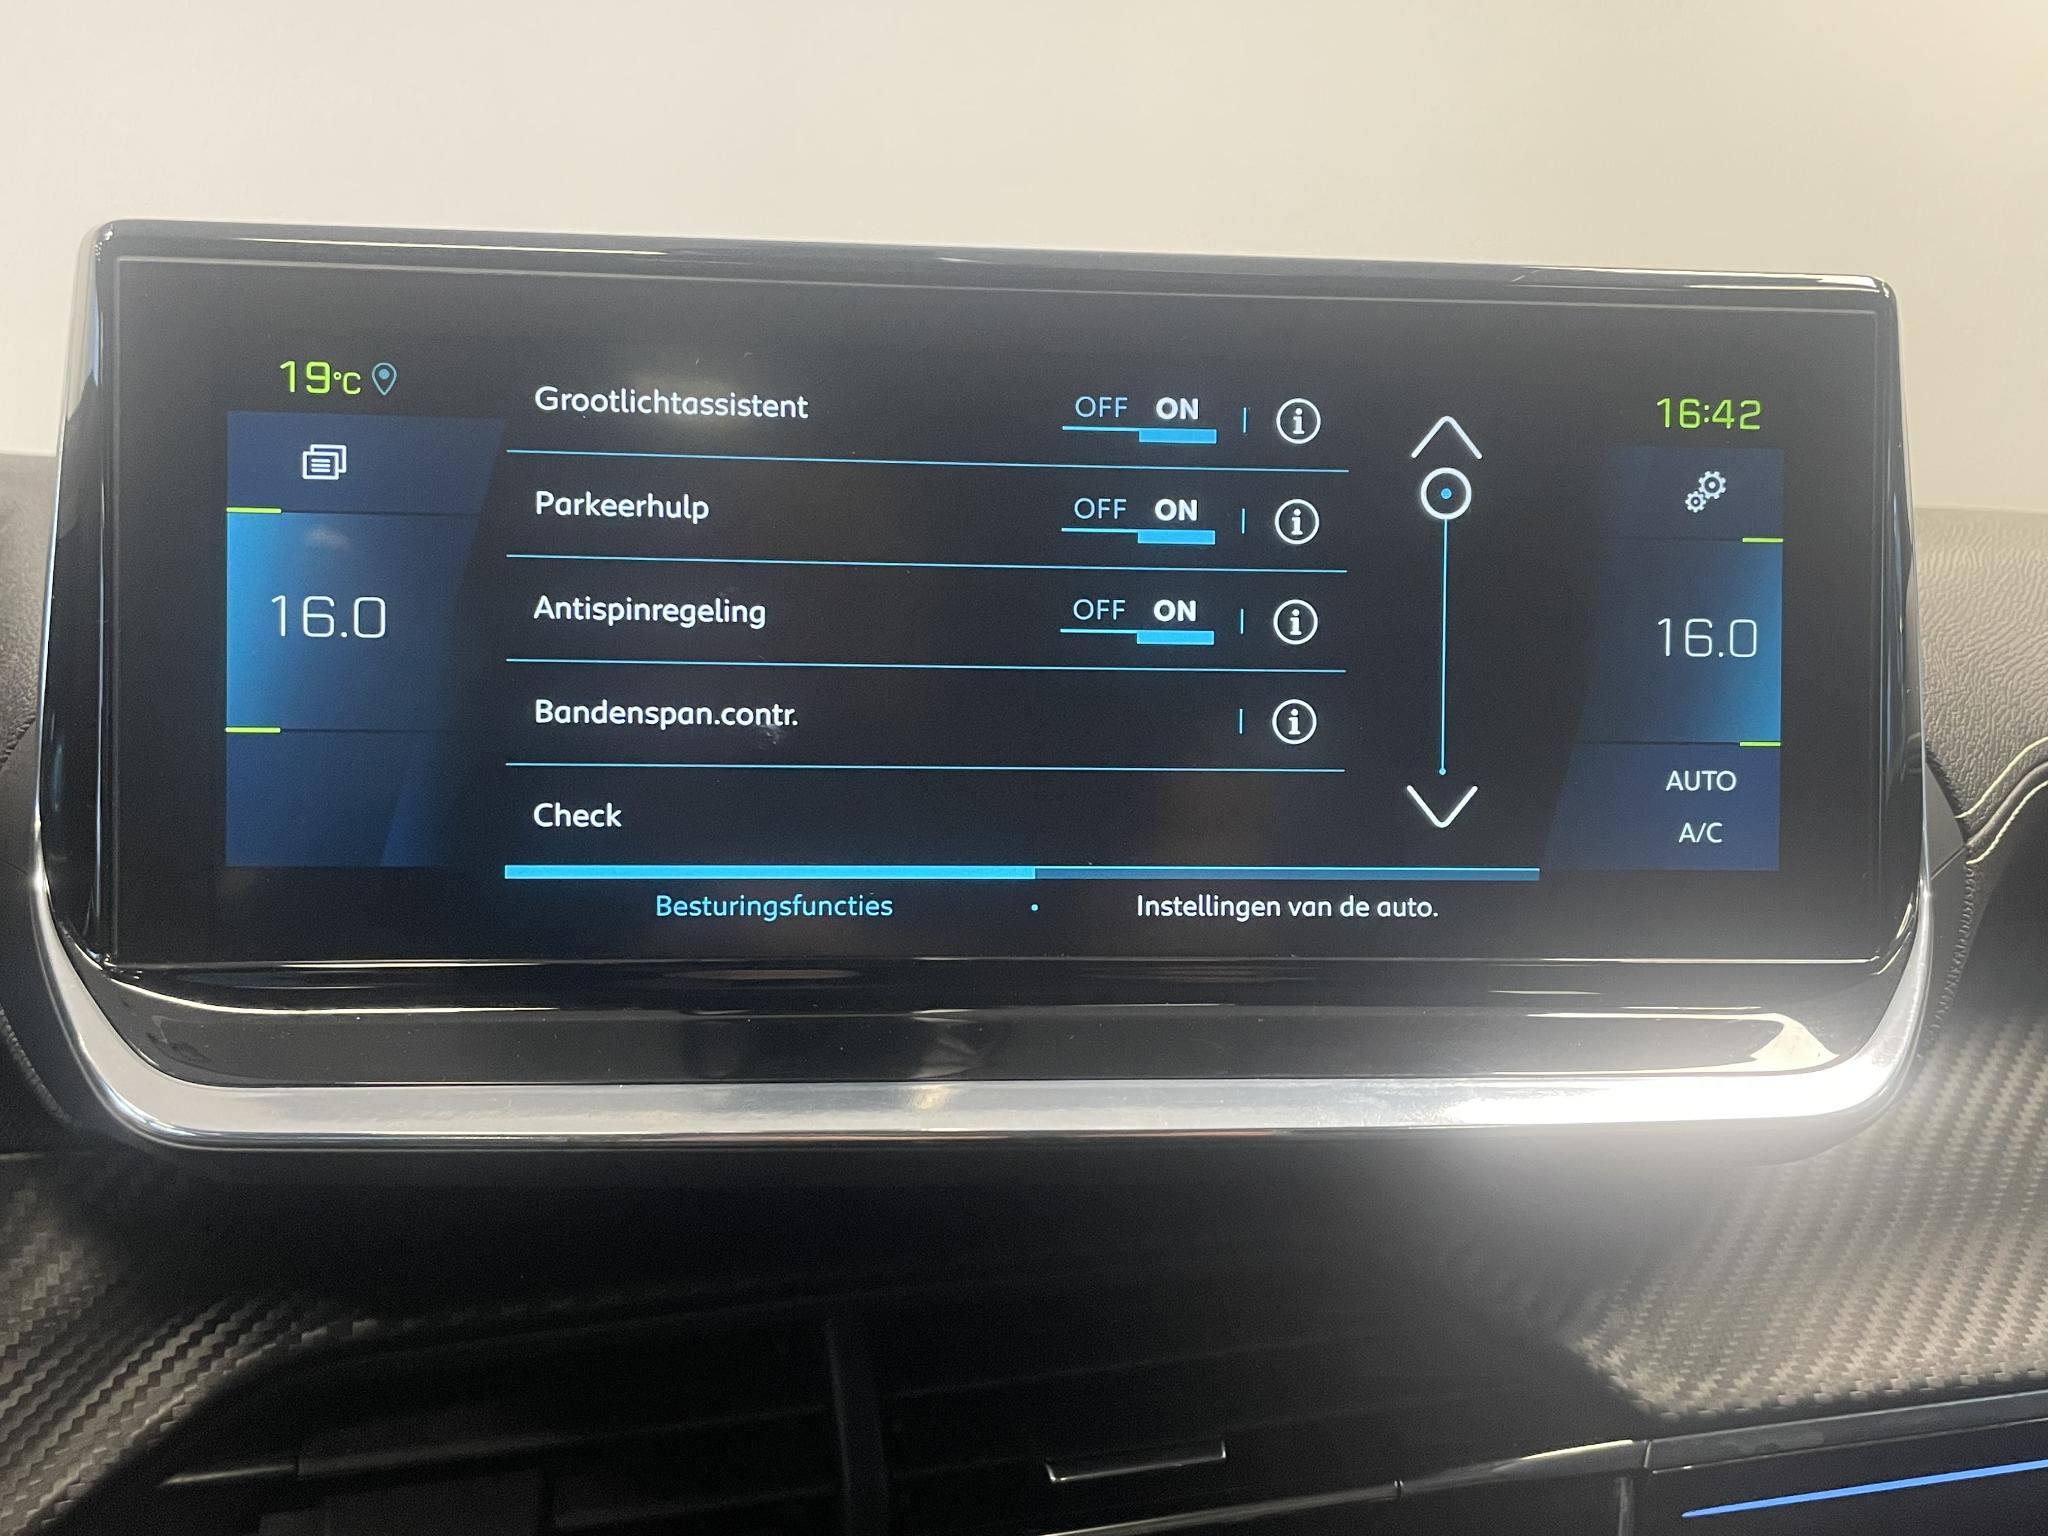 19°C
16:42
Grootlichtassistent OFF ON
Parkeerhulp OFF ON
16.0
16.0
Antispinregeling OFF ON
Bandenspan.contr.
AUTO
A/C
Check
Besturingsfuncties • Instellingen van de auto.